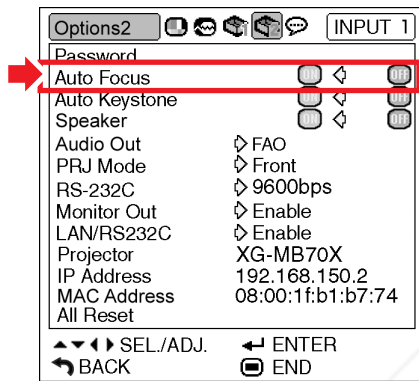 Options2 INPUT 1
Password
Auto Focus ON OFF
Auto Keystone ON OFF
Speaker ON OFF
Audio Out FAO
PRJ Mode Front
RS-232C 9600bps
Monitor Out Enable
LAN/RS232C Enable
Projector XG-MB70X
IP Address 192.168.150.2
MAC Address 08:00:1f:b1:b7:74
All Reset
SEL./ADJ. ENTER
BACK END